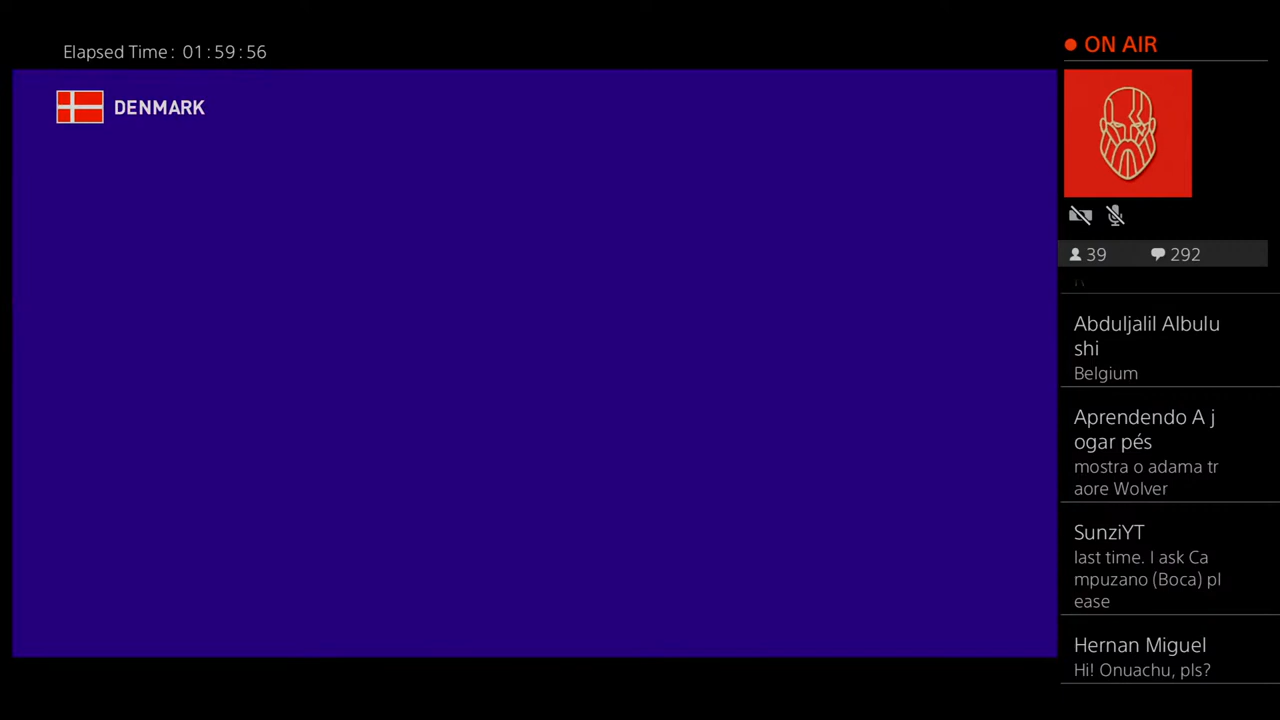 Elapsed Time: 01:59:56
ON AIR
DENMARK
39 292
Abduljalil Albulu
shi
Belgium
Aprendendo A j
ogar pés
mostra o adama tr
aore Wolver
SunziYT
last time. I ask Ca
mpuzano (Boca) pl
ease
Hernan Miguel
Hi! Onuachu, pls?